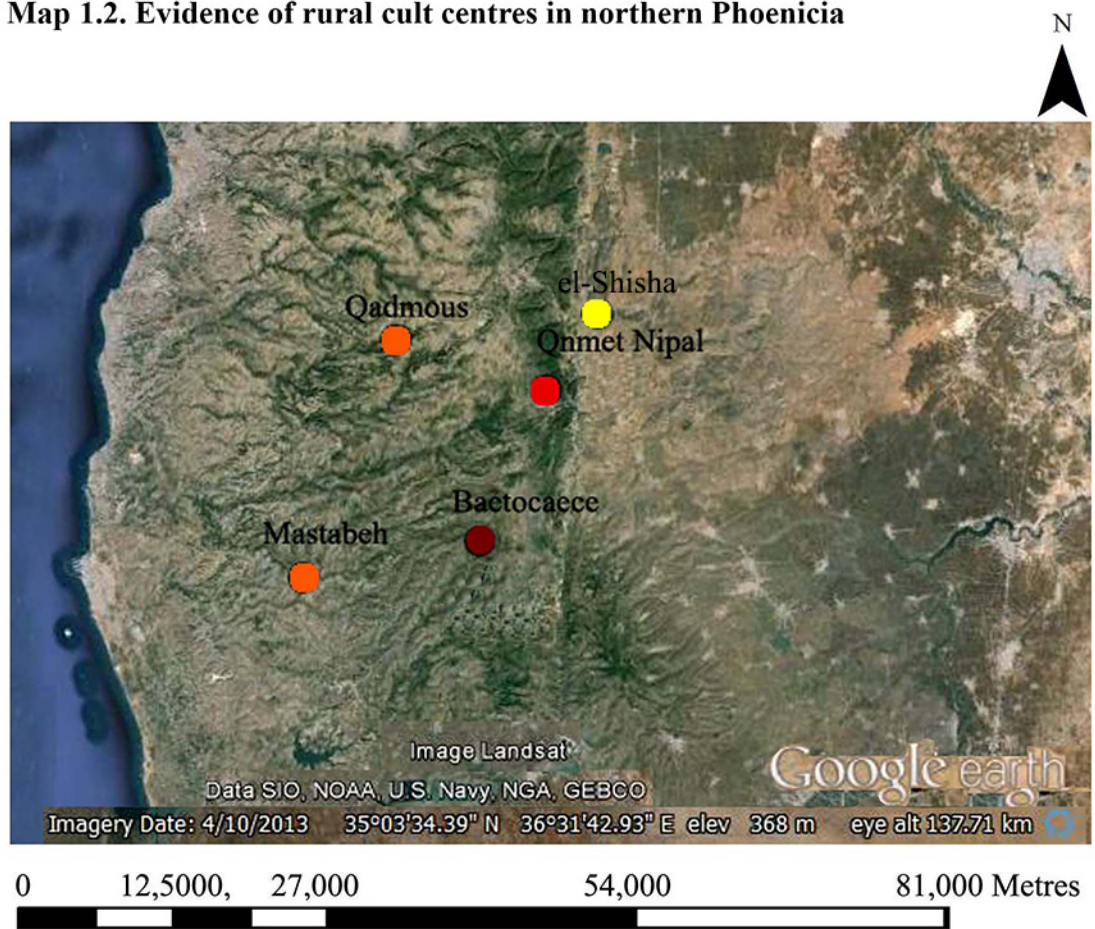 Map 1.2. Evidence of rural cult centres in northern Phoenicia
N
el-Shisha
Qadmous
Qnmet Nipal
Baetocaece
Mastabeh
Image Landsat
Google earth
Data SIO, NOAA, U.S. Navy, NGA, GEBCO
Imagery Date: 4/10/2013 35°03'34.39" N 36°31'42.93" E elev 368 m eye alt 137.71 km
0 12,5000, 27,000 54,000 81,000 Metres